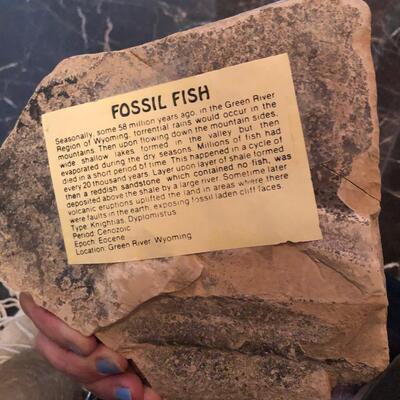 FOSSIL FISH
Seasonally, some 58 million years ago, in the Green River
Region of Wyoming, torrential rains would occur in the
mountains. Then upon flowing down the mountain sides,
wide shallow lakes formed in the valley but then
evaporated during the dry seasons. Millions of fish had
died in a short period of time. This happened in a cycle of
every 20 thousand years. Layer upon layer of shale formed
then a reddish sandstone which contained no fish, was
deposited above the shale by a large river. Sometime later
volcanic eruptions uplifted the land in areas where there
were faults in the earth, exposing fossil laden cliff faces.
Type: Knightias, Dyplomistus
Period: Cenozoic
Epoch: Eocene
Location: Green River, Wyoming